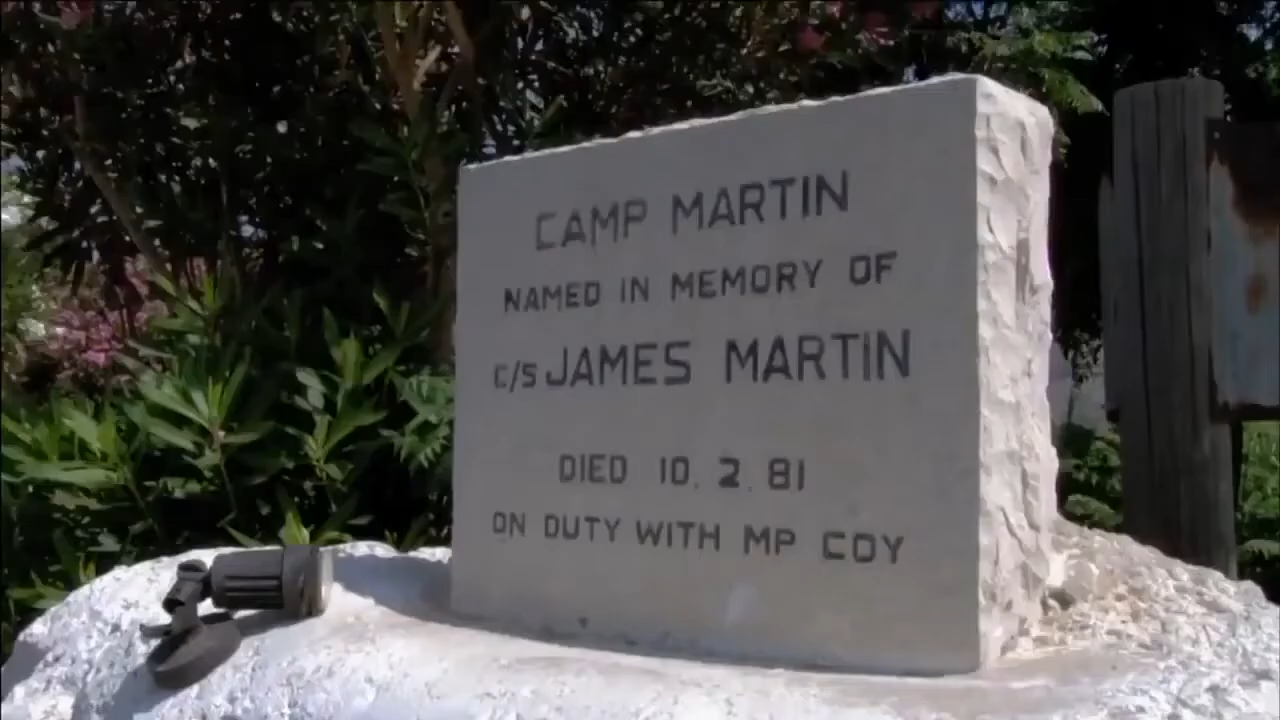 CAMP MARTIN
NAMED IN MEMORY OF
C/S JAMES MARTIN
DIED 10.2.81
ON DUTY WITH MP COY